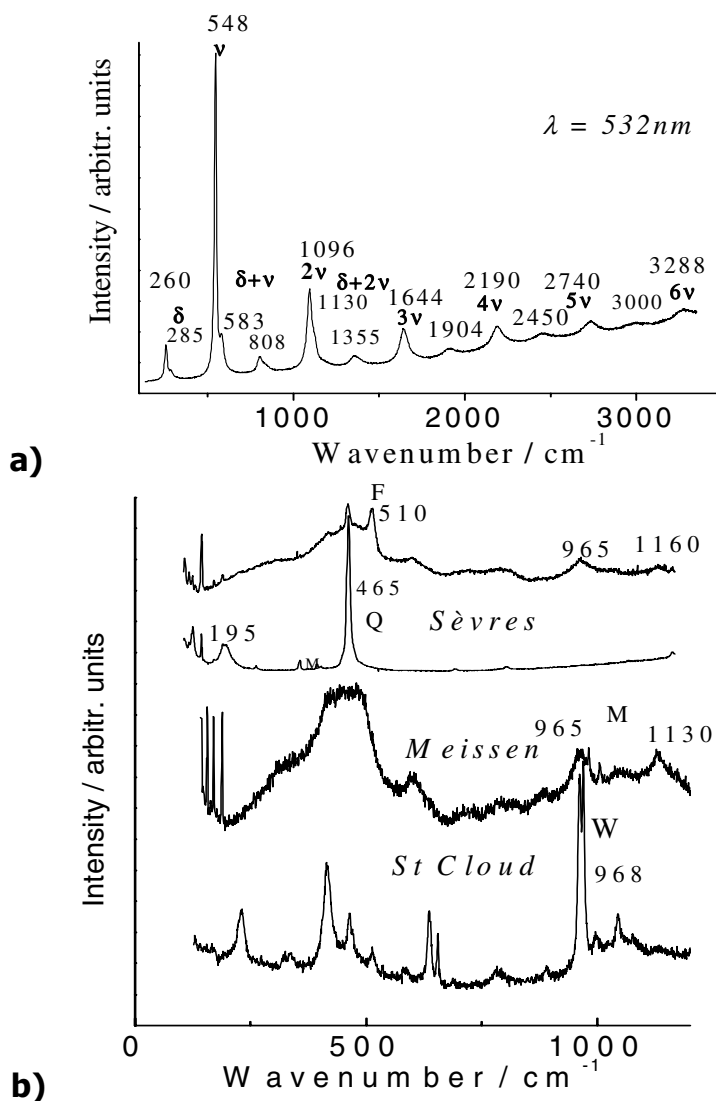 548
ν
Intensity / arbitr. units
λ = 532nm
1096
3288
260
δ+ν
2ν
δ+2ν
2190
2740
6ν
δ
1130
1644
4ν
5ν
3000
285
583
808
1355
3ν
1904
2450
1000
2000
3000
a)
Wavenumber / cm-1
F
510
965
1160
465
195
Q
Sèvres
M
Intensity / arbitr. units
965
M
Meissen
1130
W
St Cloud
968
0
500
1000
b)
Wavenumber / cm-1